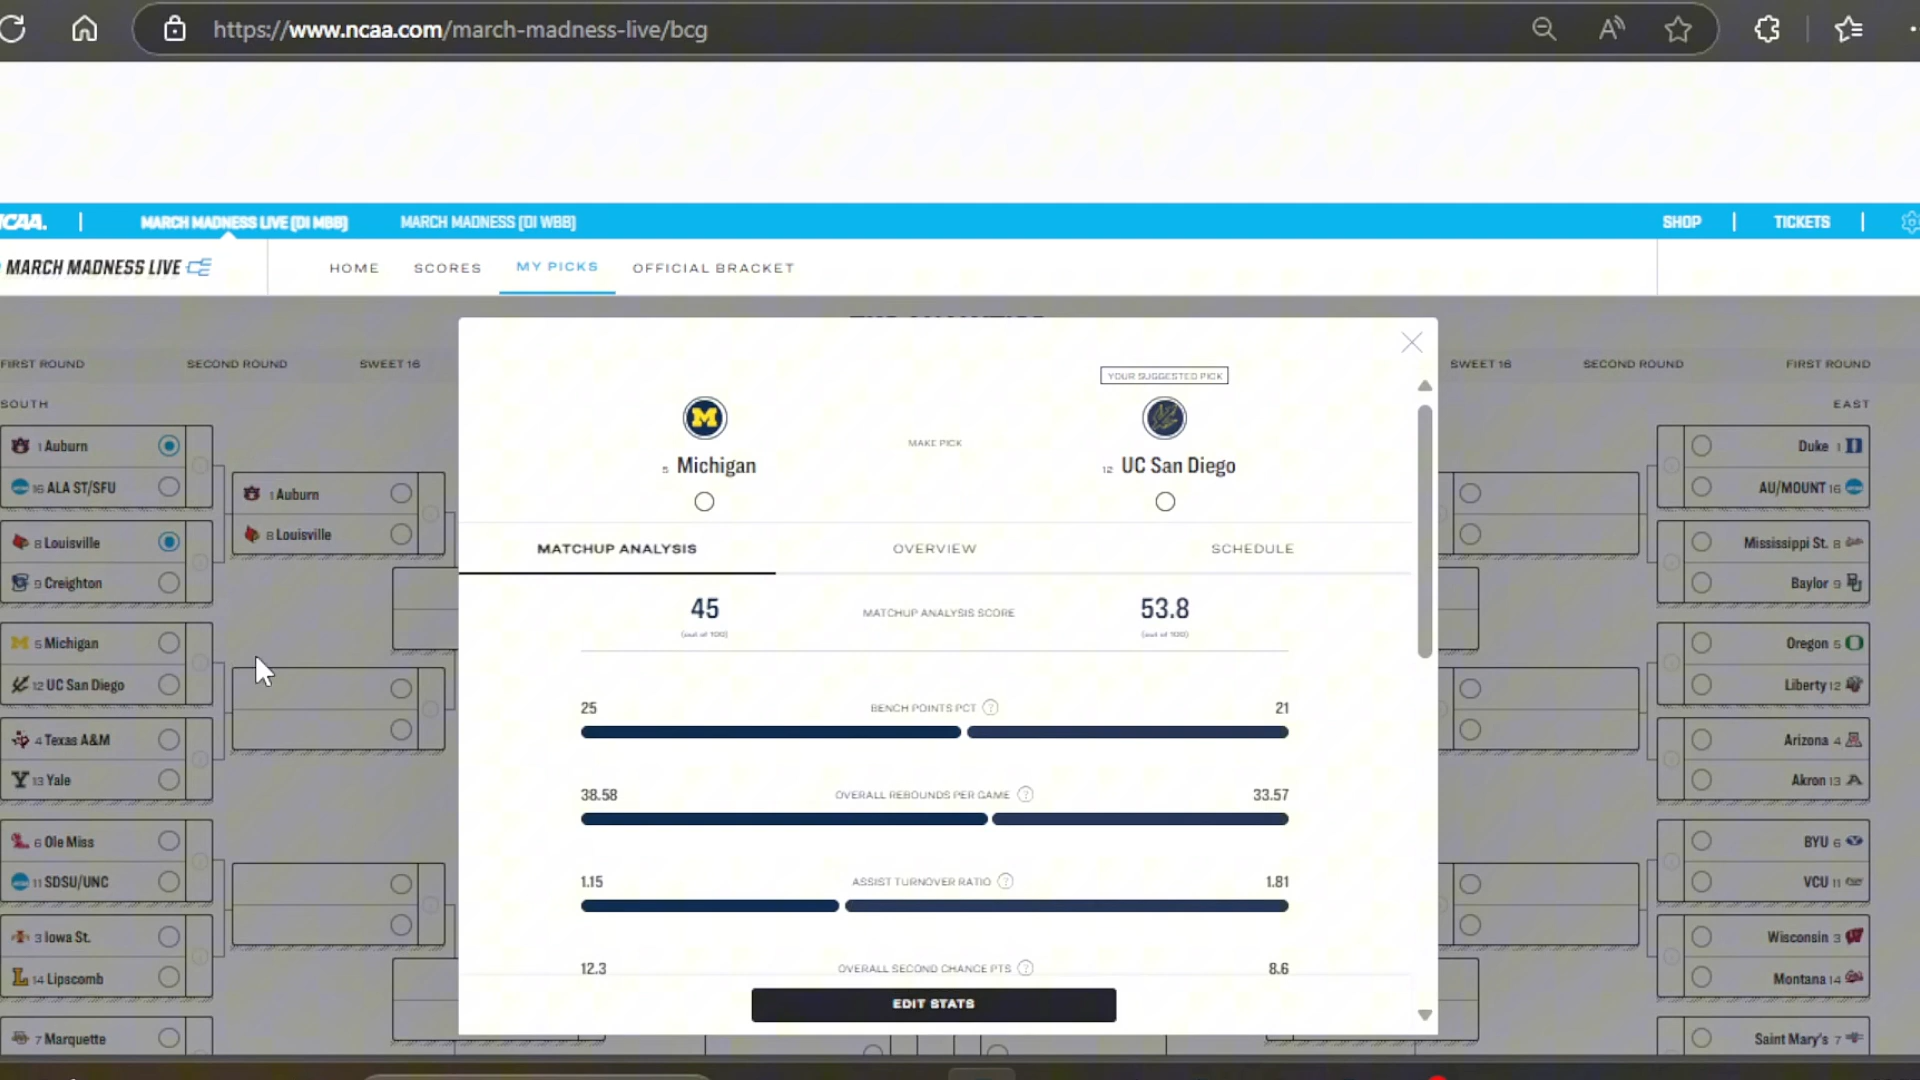 https://www.ncaa.com/march-madness-live/bcg
NCAA.
MARCH MADNESS LIVE (DI MBB)
MARCH MADNESS (DI WBB)
SHOP
TICKETS
MARCH MADNESS LIVE
HOME
SCORES
MY PICKS
OFFICIAL BRACKET
FIRST ROUND
SECOND ROUND
SWEET 16
SWEET 16
SECOND ROUND
FIRST ROUND
SOUTH
1 Auburn
16 ALA ST/SFU
8 Louisville
9 Creighton
5 Michigan
12 UC San Diego
4 Texas A&M
13 Yale
6 Ole Miss
11 SDSU/UNC
3 Iowa St.
14 Lipscomb
7 Marquette
1 Auburn
8 Louisville
YOUR SUGGESTED PICK
5 Michigan
MAKE PICK
12 UC San Diego
MATCHUP ANALYSIS
OVERVIEW
SCHEDULE
45
(out of 100)
MATCHUP ANALYSIS SCORE
53.8
(out of 100)
25
BENCH POINTS PCT ?
21
38.58
OVERALL REBOUNDS PER GAME ?
33.57
1.15
ASSIST TURNOVER RATIO ?
1.81
12.3
OVERALL SECOND CHANCE PTS ?
8.6
EDIT STATS
EAST
Duke 1
AU/MOUNT 16
Mississippi St. 8
Baylor 9
Oregon 5
Liberty 12
Arizona 4
Akron 13
BYU 6
VCU 11
Wisconsin 3
Montana 14
Saint Mary's 7